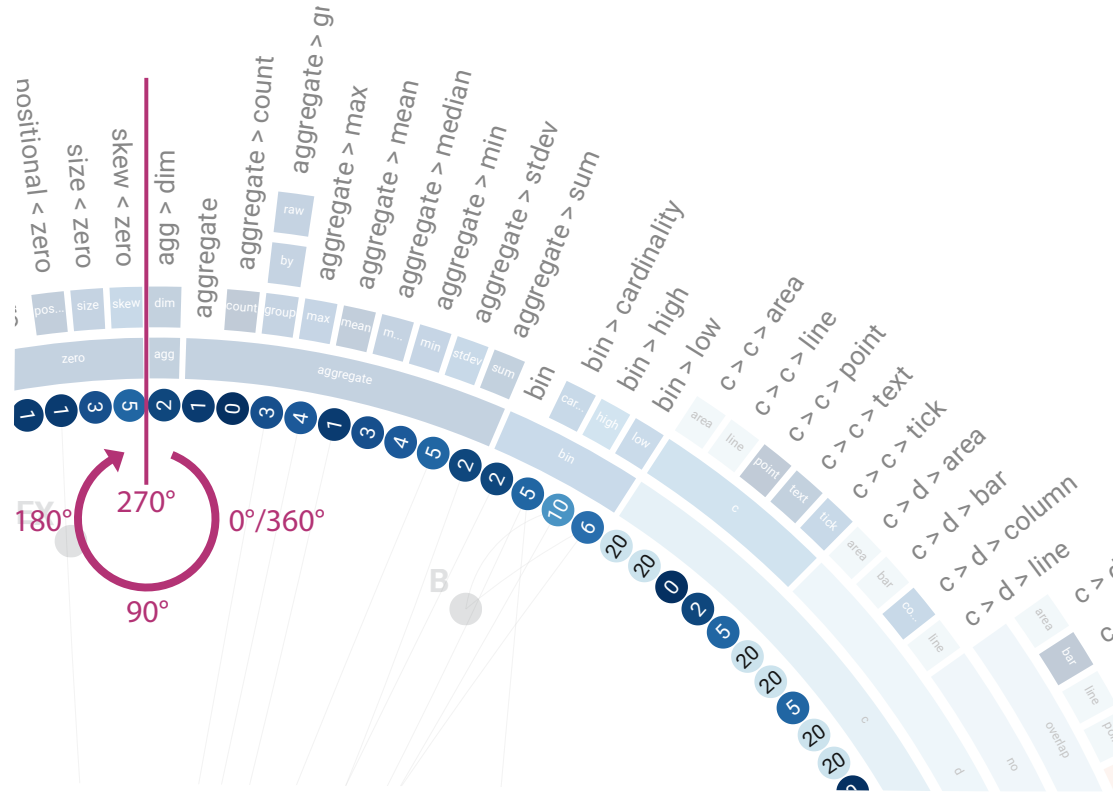 positional < zero
size < zero
skew < zero
agg < dim
aggregate
aggregate > count
aggregate > max
aggregate > mean
aggregate > median
aggregate > min
aggregate > stdev
aggregate > sum
bin
bin > cardinality
bin > high
bin > low
c > c > area
c > c > line
c > c > point
c > c > text
c > c > tick
c > d > area
c > d > bar
c > d > column
c > d > line
raw
by
pos...
size
skew
dim
count
group
max
mean
m...
min
stdev
sum
car...
high
low
area
line
point
text
tick
area
bar
co...
line
area
bar
line
zero
agg
aggregate
bin
c
c
d
no
overlap
1
1
3
5
2
1
0
3
4
1
3
4
5
2
2
5
10
6
20
20
0
2
5
20
20
5
20
20
EX
B
270°
180°
0°/360°
90°